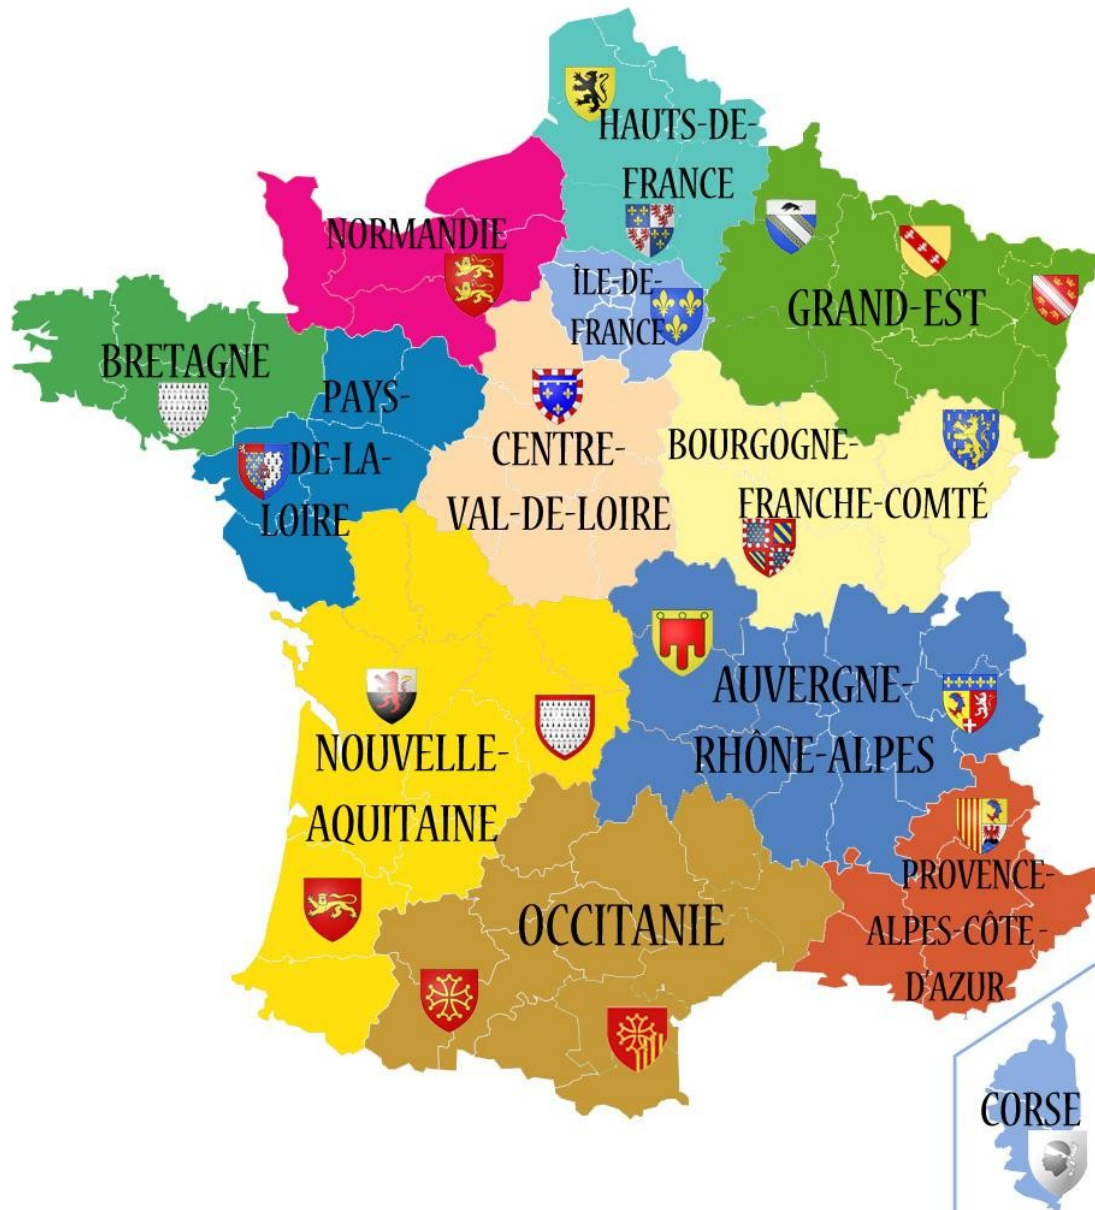 HAUTS-DE-
FRANCE
NORMANDIE
ÎLE-DE-
FRANCE
GRAND-EST
BRETAGNE
PAYS-
DE-LA-
LOIRE
CENTRE-
VAL-DE-LOIRE
BOURGOGNE-
FRANCHE-COMTÉ
NOUVELLE-
AQUITAINE
AUVERGNE-
RHÔNE-ALPES
OCCITANIE
PROVENCE-
ALPES-CÔTE-
D'AZUR
CORSE